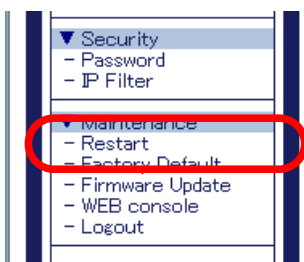 ▼ Security
- Password
- IP Filter
▼ Maintenance
- Restart
- Factory Default
- Firmware Update
- WEB console
- Logout